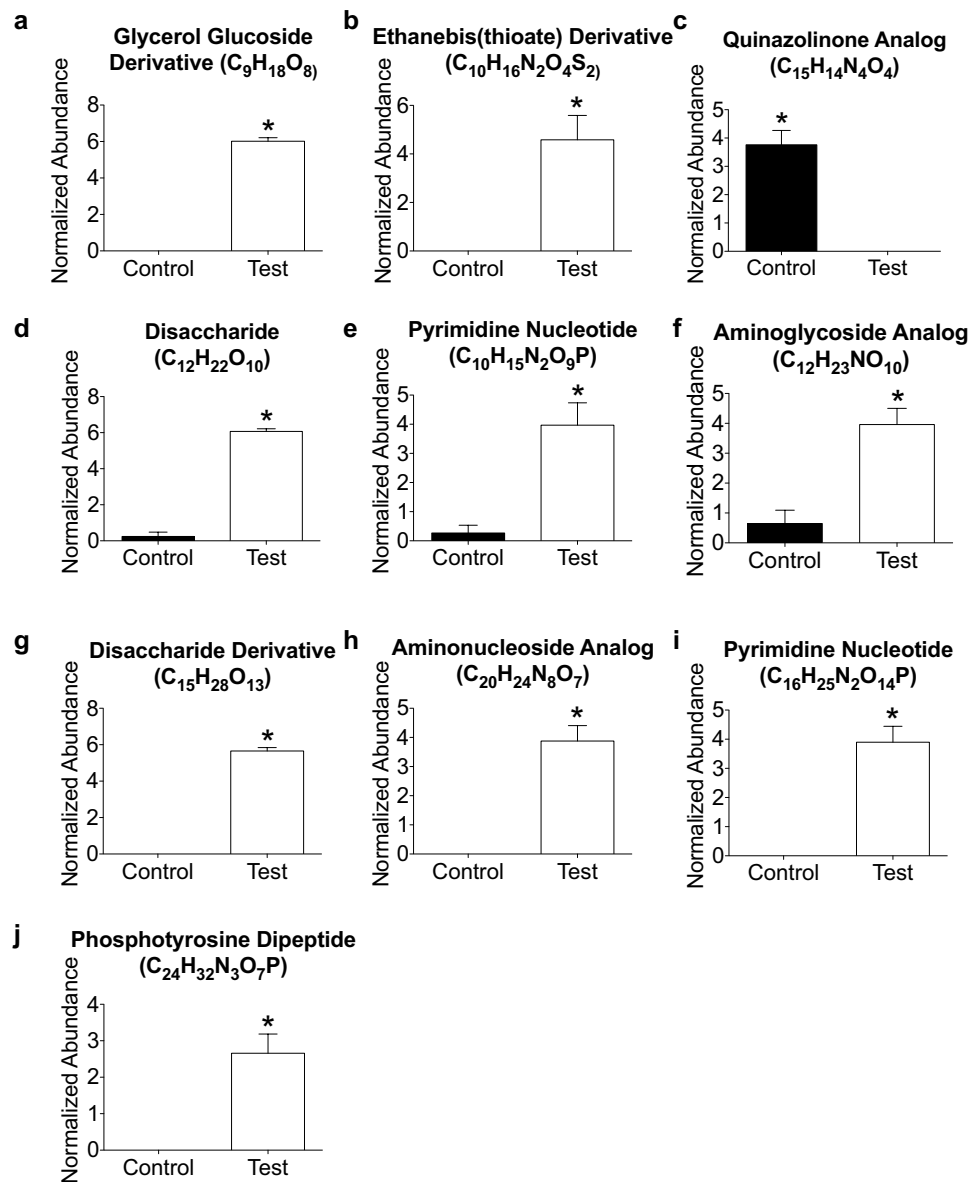 a
Glycerol Glucoside
Derivative (C₉H₁₈O₈)
Normalized Abundance
8
6
4
2
0
*
Control Test
b
Ethanebis(thioate) Derivative
(C₁₀H₁₆N₂O₄S₂)
Normalized Abundance
6
4
2
0
*
Control Test
c
Quinazolinone Analog
(C₁₅H₁₄N₄O₄)
Normalized Abundance
5
4
3
2
1
0
*
Control Test
d
Disaccharide
(C₁₂H₂₂O₁₀)
Normalized Abundance
8
6
4
2
0
*
Control Test
e
Pyrimidine Nucleotide
(C₁₀H₁₅N₂O₉P)
Normalized Abundance
5
4
3
2
1
0
*
Control Test
f
Aminoglycoside Analog
(C₁₂H₂₃NO₁₀)
Normalized Abundance
5
4
3
2
1
0
*
Control Test
g
Disaccharide Derivative
(C₁₅H₂₈O₁₃)
Normalized Abundance
8
6
4
2
0
*
Control Test
h
Aminonucleoside Analog
(C₂₀H₂₄N₈O₇)
Normalized Abundance
5
4
3
2
1
0
*
Control Test
i
Pyrimidine Nucleotide
(C₁₆H₂₅N₂O₁₄P)
Normalized Abundance
5
4
3
2
1
0
*
Control Test
j
Phosphotyrosine Dipeptide
(C₂₄H₃₂N₃O₇P)
Normalized Abundance
4
3
2
1
0
*
Control Test